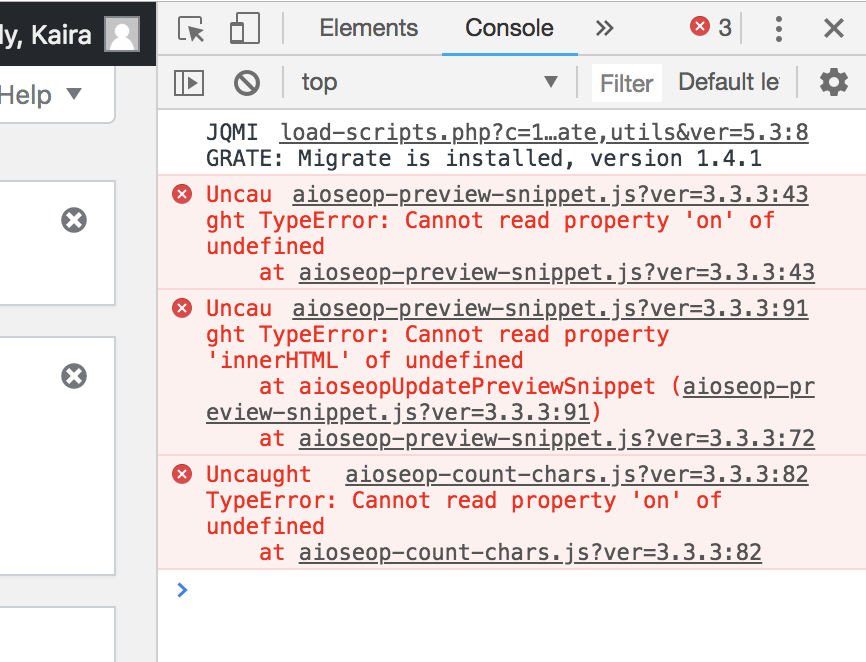 ly, Kaira
Help
Elements Console 3
top Filter Default le
JQMI load-scripts.php?c=1…ate,utils&ver=5.3:8
GRATE: Migrate is installed, version 1.4.1
Uncau aioseop-preview-snippet.js?ver=3.3.3:43
ght TypeError: Cannot read property 'on' of
undefined
at aioseop-preview-snippet.js?ver=3.3.3:43
Uncau aioseop-preview-snippet.js?ver=3.3.3:91
ght TypeError: Cannot read property
'innerHTML' of undefined
at aioseopUpdatePreviewSnippet (aioseop-pr
eview-snippet.js?ver=3.3.3:91)
at aioseop-preview-snippet.js?ver=3.3.3:72
Uncaught aioseop-count-chars.js?ver=3.3.3:82
TypeError: Cannot read property 'on' of
undefined
at aioseop-count-chars.js?ver=3.3.3:82